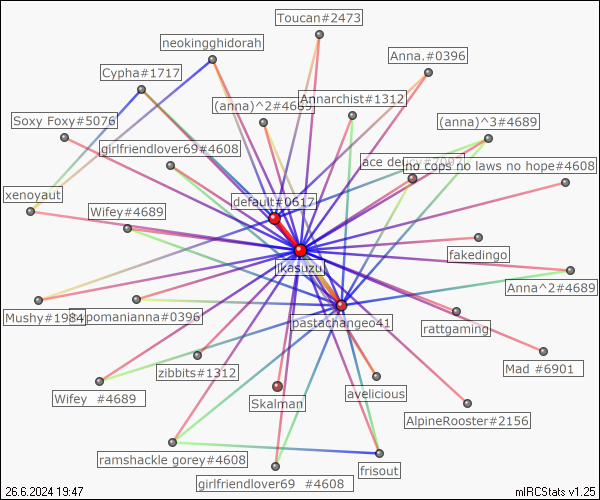 Toucan#2473
neokingghidorah
Anna.#0396
Cypha#1717
(anna)^2#4689
Annarchist#1312
Soxy Foxy#5076
(anna)^3#4689
girlfriendlover69#4608
ace
no cops no laws no hope#4608
xenoyaut
default#0617
Wifey#4689
fakedingo
ikasuzu
Anna^2#4689
Mushy#1984
pomanianna#0396
pastachangeo41
rattgaming
zibbits#1312
Mad #6901
Wifey #4689
Skalman
avelicious
AlpineRooster#2156
ramshackle gorey#4608
frisout
girlfriendlover69 #4608
26.6.2024 19:47
mIRCStats v1.25